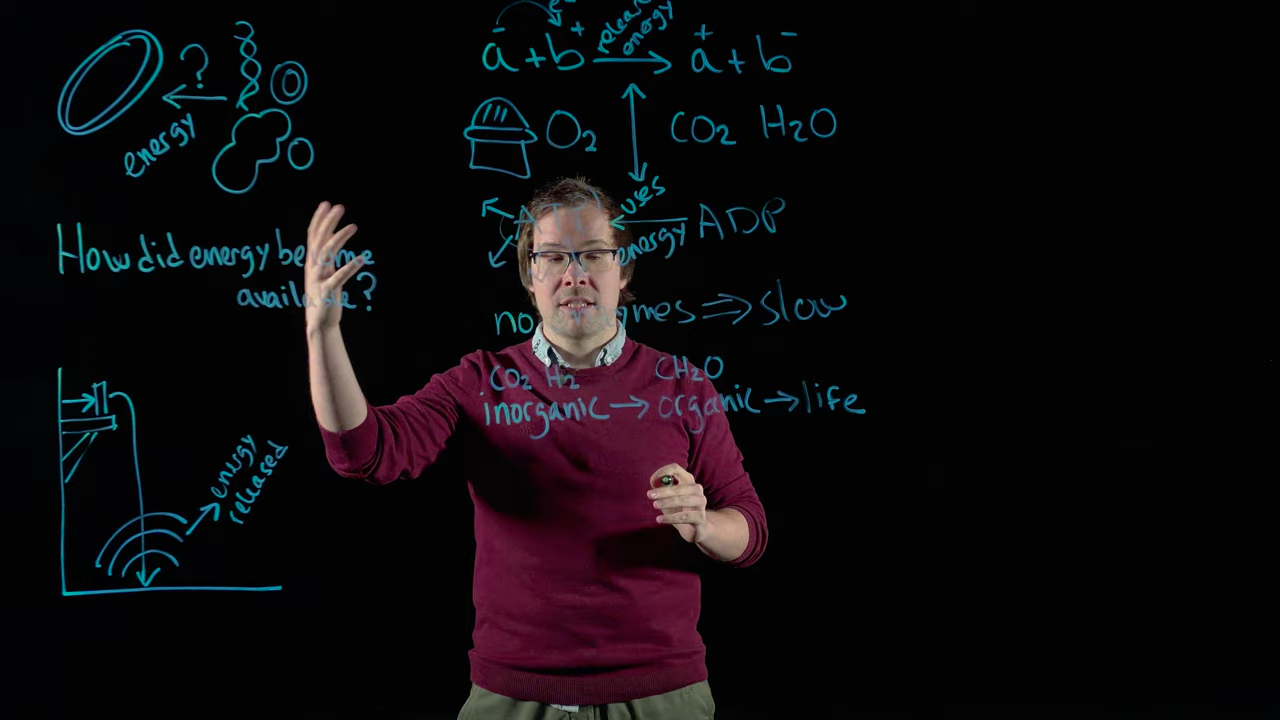 ?
energy
How did energy become
available?
energy
released
a⁻ + b⁺ → a⁺ + b⁻
release
energy
O₂ CO₂ H₂O
uses
energy
ADP
no mes ⇒ slow
CO₂ H₂ CH₂O
inorganic → organic → life